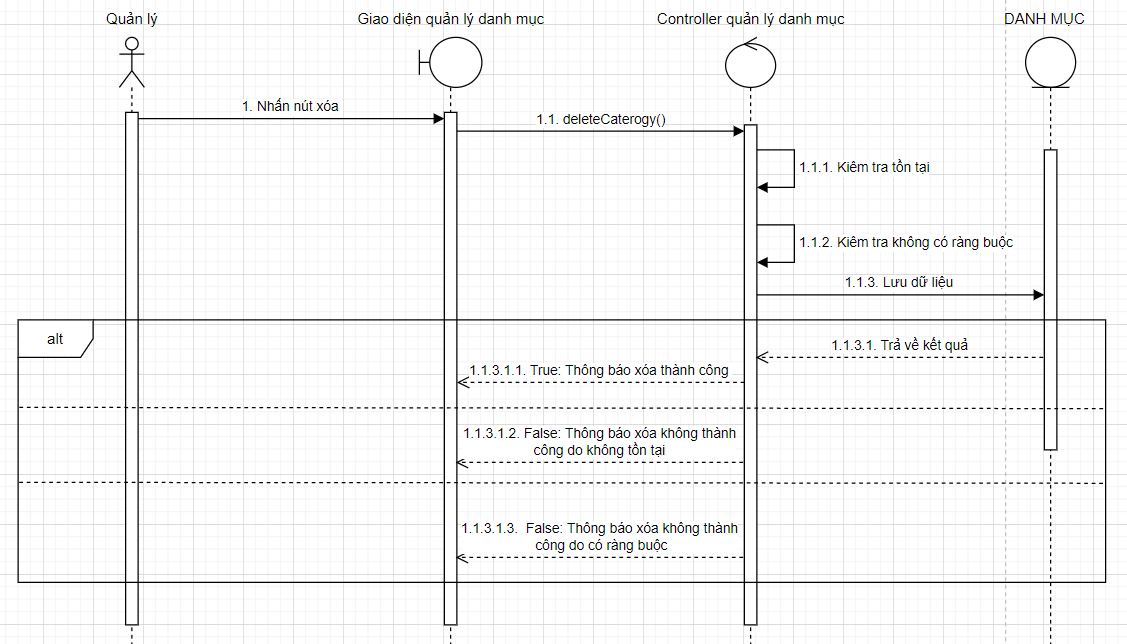 Quản lý
Giao diện quản lý danh mục
Controller quản lý danh mục
DANH MỤC
1. Nhấn nút xóa
1.1. deleteCaterogy()
1.1.1. Kiêm tra tồn tại
1.1.2. Kiêm tra không có ràng buộc
1.1.3. Lưu dữ liệu
alt
1.1.3.1. Trả về kết quả
1.1.3.1.1. True: Thông báo xóa thành công
1.1.3.1.2. False: Thông báo xóa không thành
công do không tồn tại
1.1.3.1.3. False: Thông báo xóa không thành
công do có ràng buộc